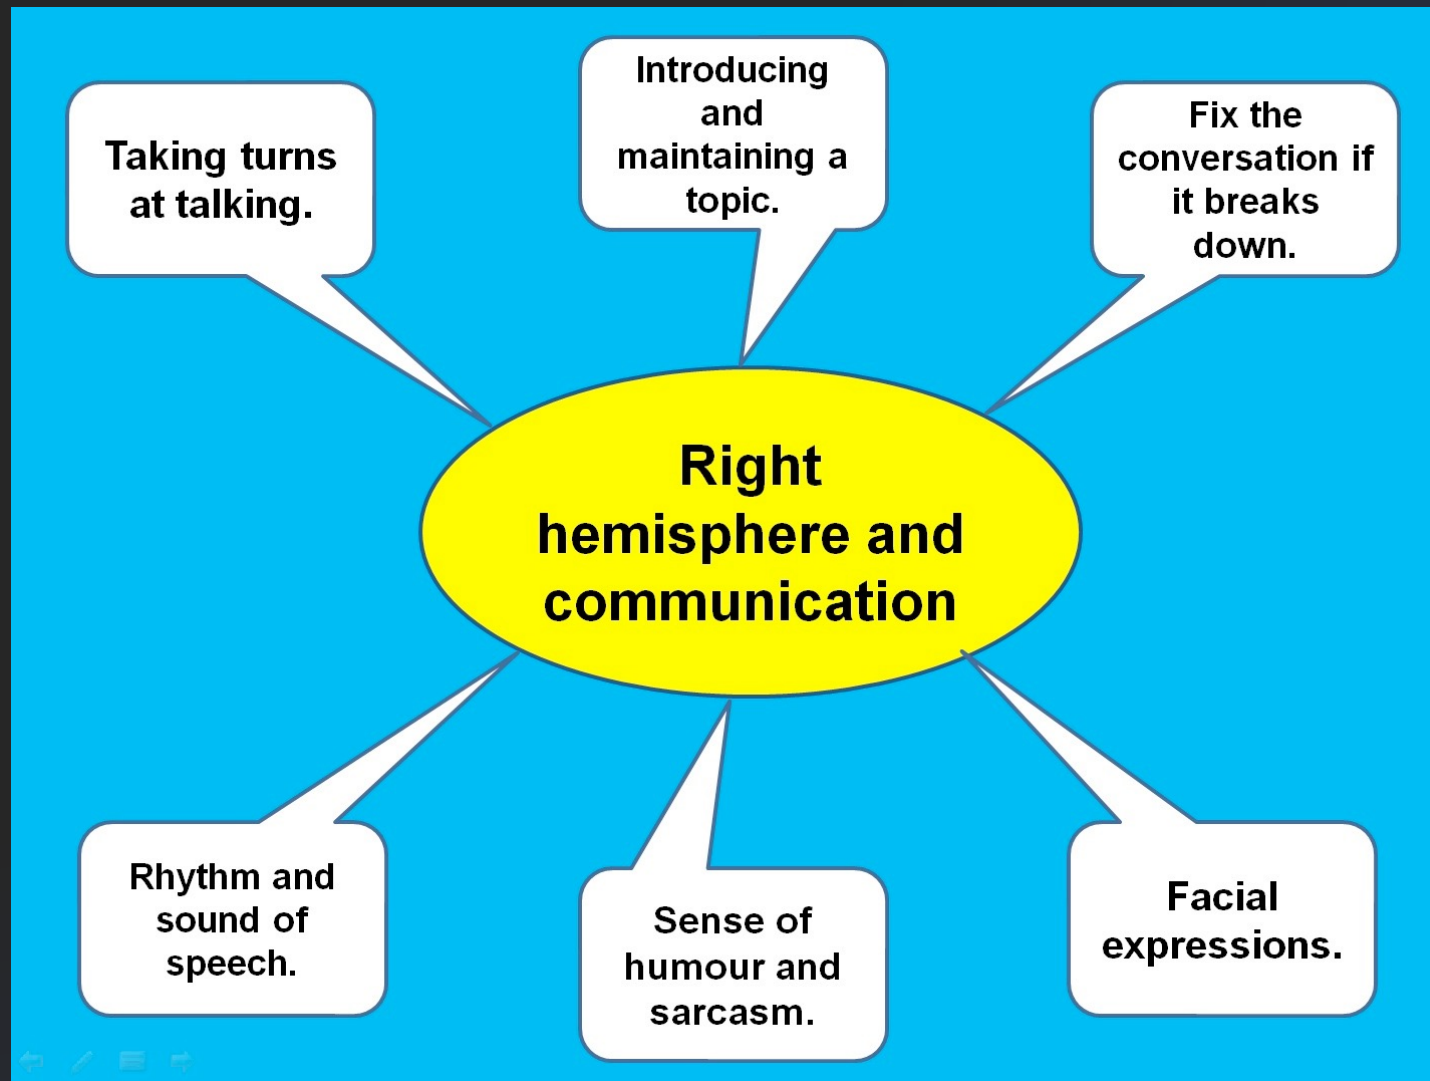 Taking turns
at talking.
Introducing
and
maintaining a
topic.
Fix the
conversation if
it breaks
down.
Right
hemisphere and
communication
Rhythm and
sound of
speech.
Sense of
humour and
sarcasm.
Facial
expressions.